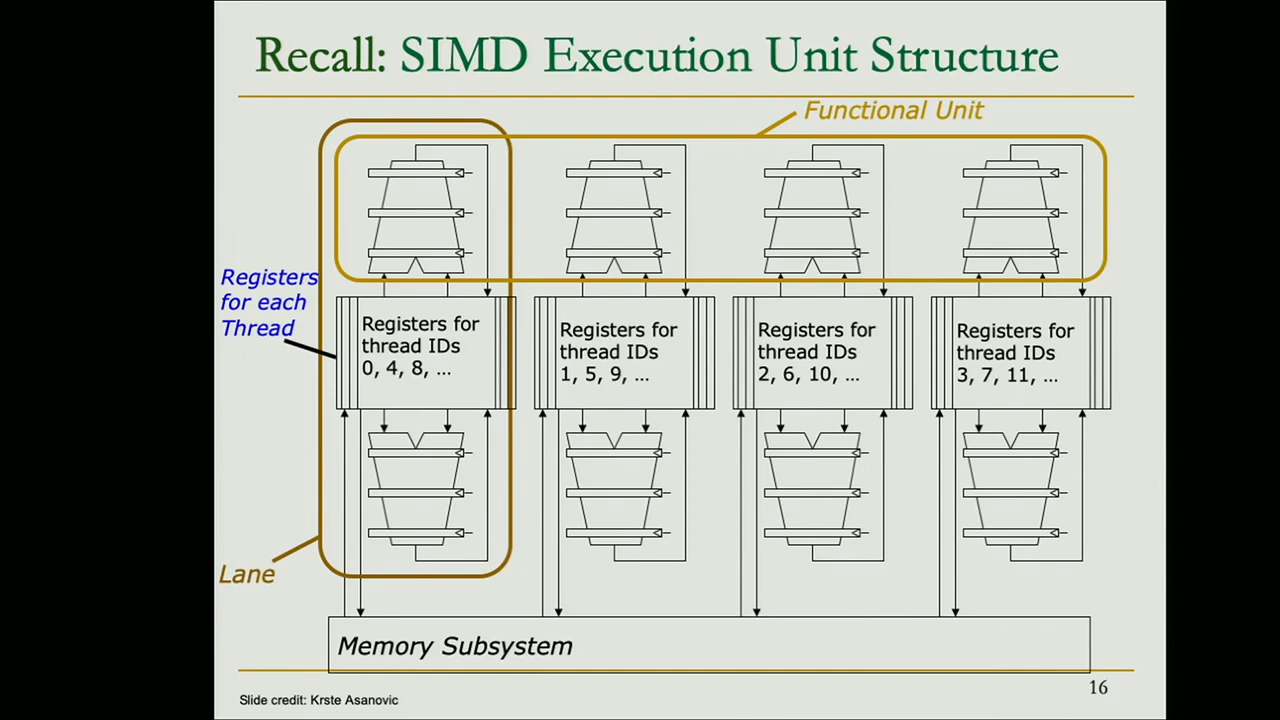 Recall: SIMD Execution Unit Structure
Functional Unit
Registers
for each
Thread
Registers for
thread IDs
0, 4, 8, …
Registers for
thread IDs
1, 5, 9, …
Registers for
thread IDs
2, 6, 10, …
Registers for
thread IDs
3, 7, 11, …
Lane
Memory Subsystem
Slide credit: Krste Asanovic
16